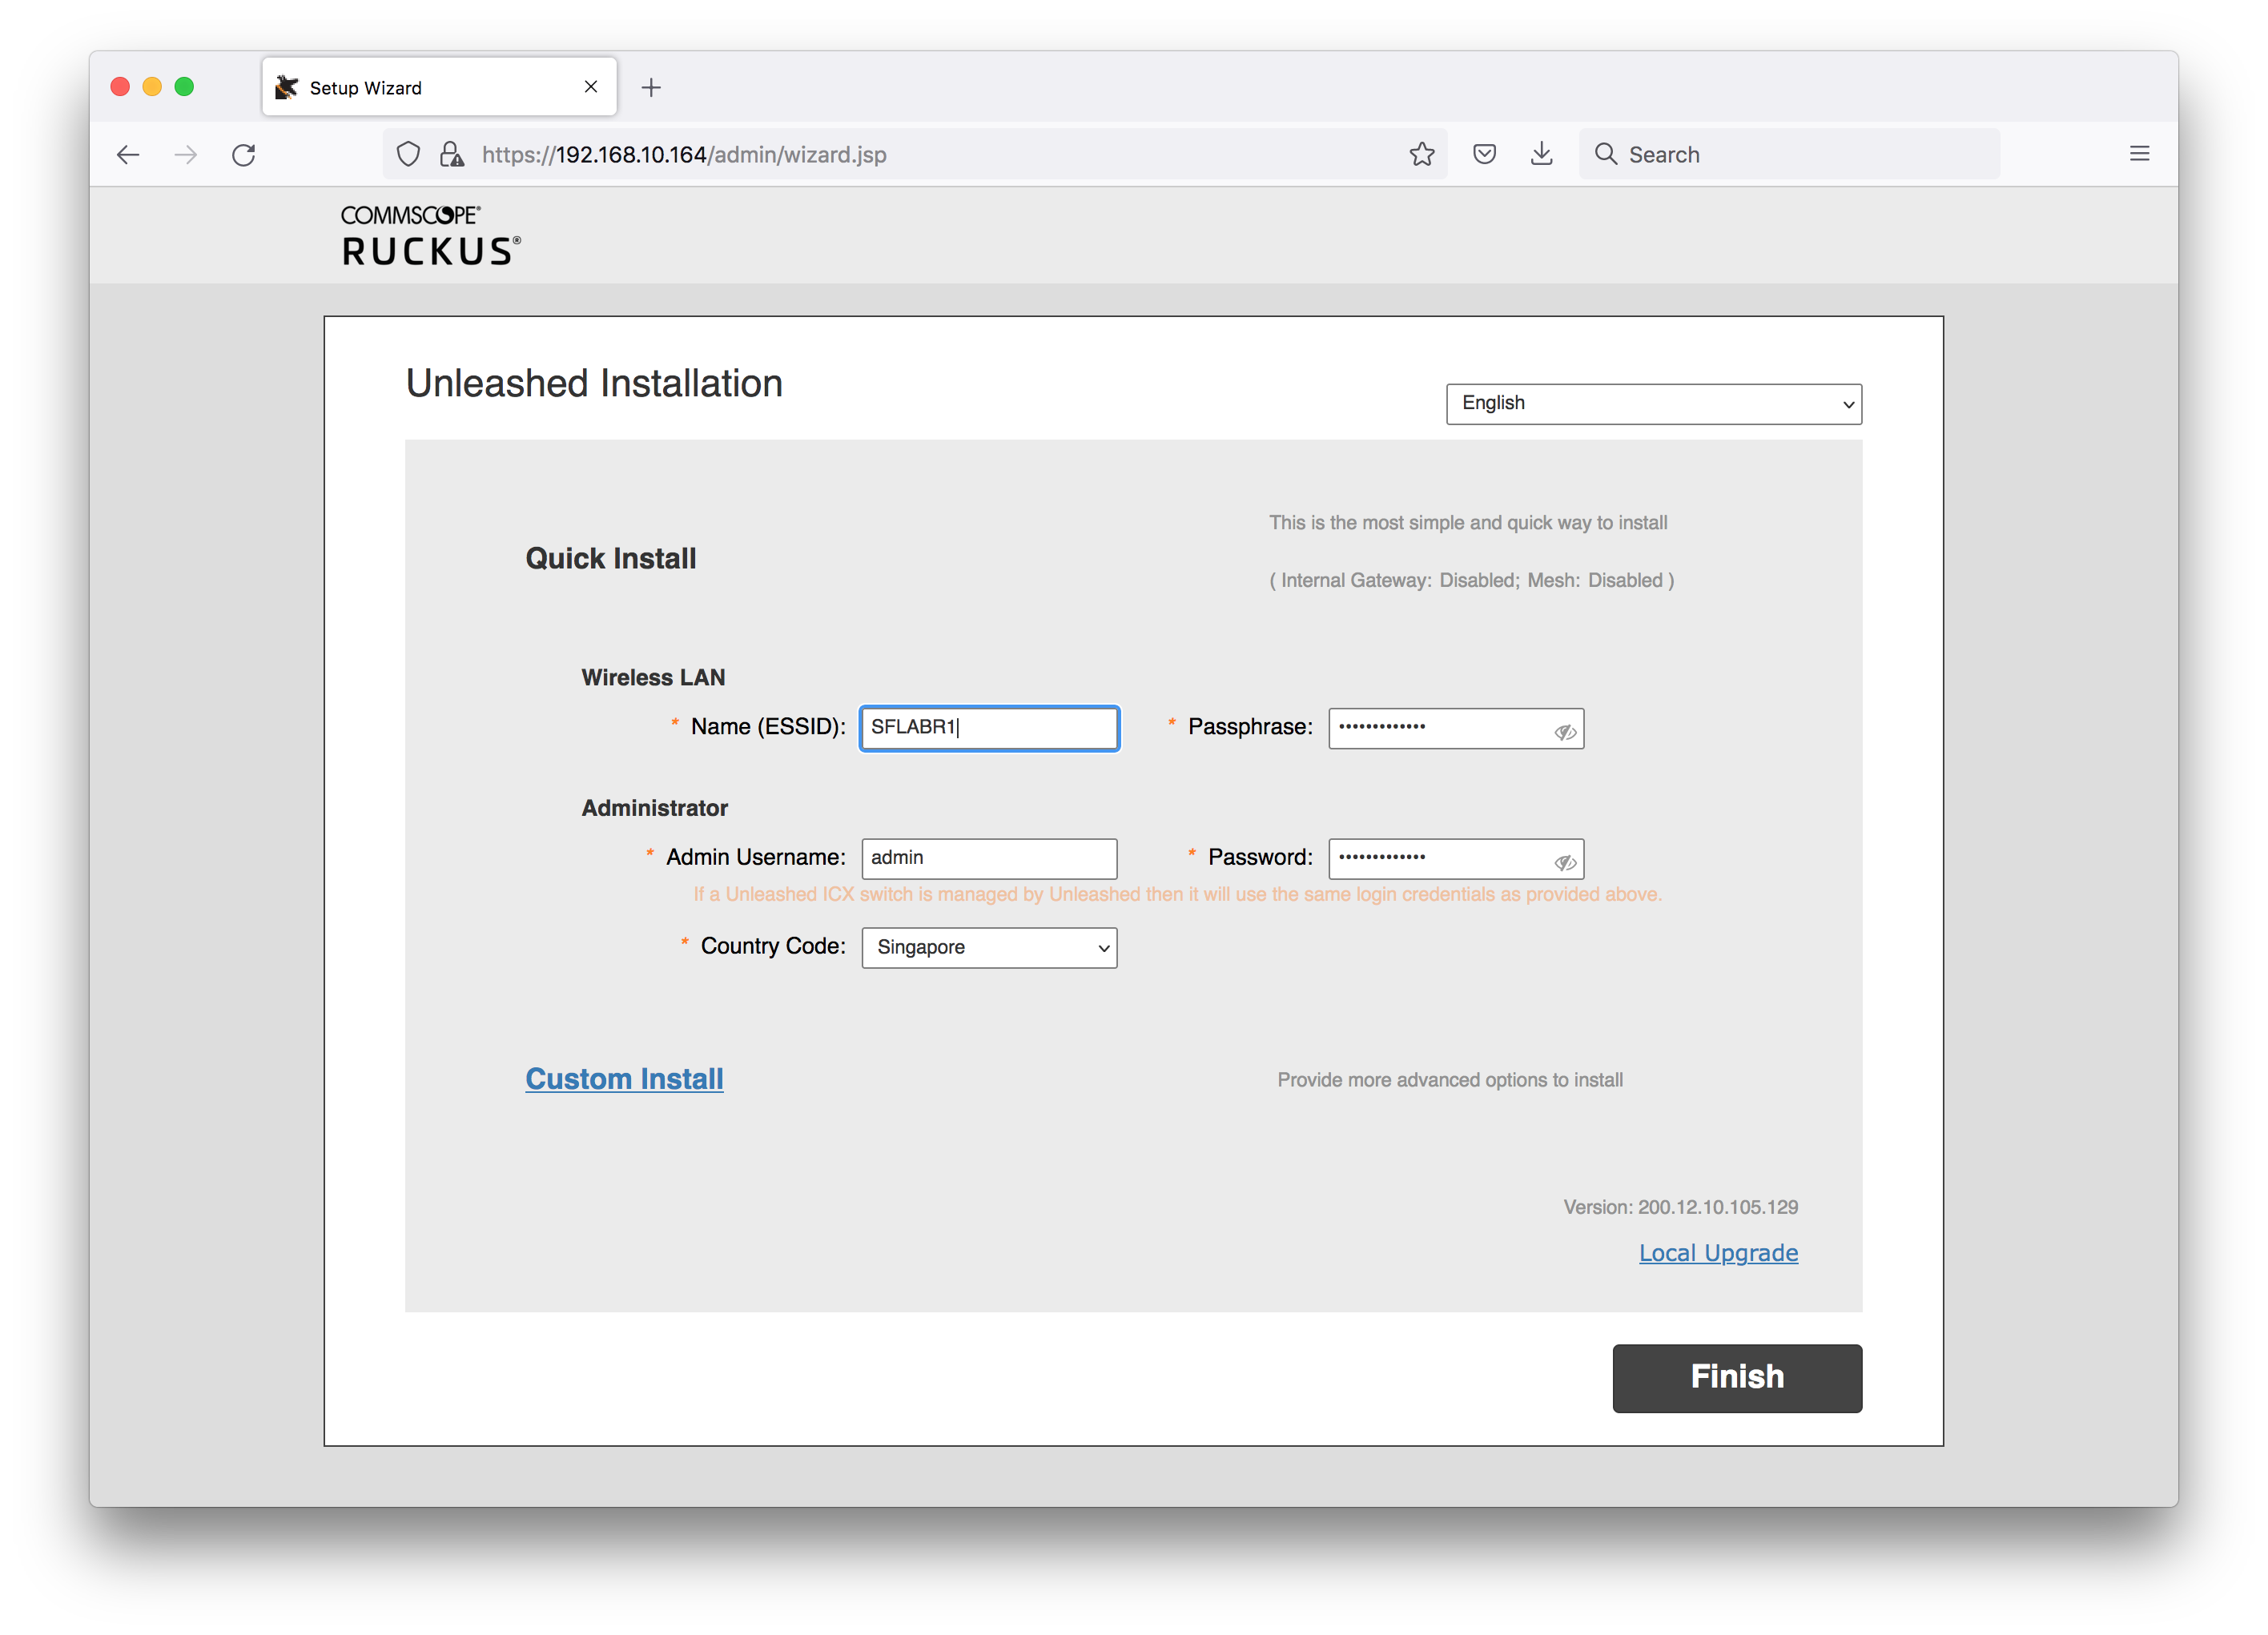 Setup Wizard
https://192.168.10.164/admin/wizard.jsp
Search
COMMSCOPE®
RUCKUS®
Unleashed Installation
English
Quick Install
This is the most simple and quick way to install
( Internal Gateway: Disabled; Mesh: Disabled )
Wireless LAN
* Name (ESSID): SFLABR1 * Passphrase: •••••••••••••
Administrator
* Admin Username: admin * Password: •••••••••••••
If a Unleashed ICX switch is managed by Unleashed then it will use the same login credentials as provided above.
* Country Code: Singapore
Custom Install
Provide more advanced options to install
Version: 200.12.10.105.129
Local Upgrade
Finish